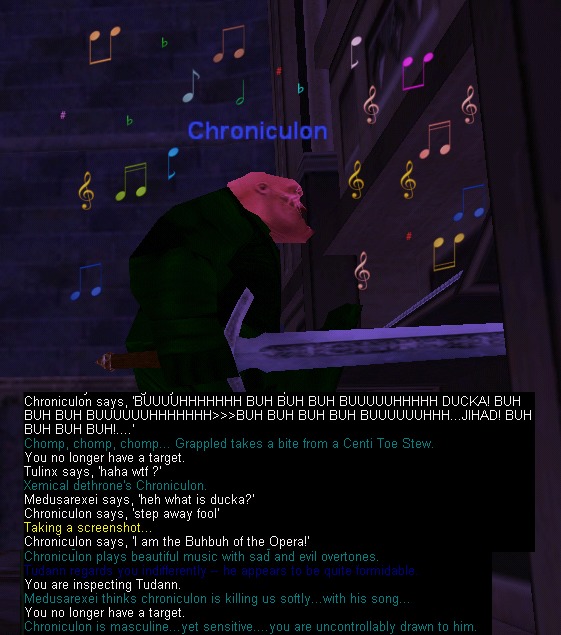 Chroniculon
Chroniculon says, 'BUUUUHHHHHHH BUH BUH BUH BUUUUUHHHHH DUCKA! BUH
BUH BUH BUH BUUUUUUHHHHHHH>>>BUH BUH BUH BUH BUUUUUUHHH...JIHAD! BUH
BUH BUH BUH!....'
Chomp, chomp, chomp... Grappled takes a bite from a Centi Toe Stew.
You no longer have a target.
Tulinx says, 'haha wtf ?'
Xemical dethrone's Chroniculon.
Medusarexei says, 'heh what is ducka?'
Chroniculon says, 'step away fool'
Taking a screenshot...
Chroniculon says, 'I am the Buhbuh of the Opera!'
Chroniculon plays beautiful music with sad and evil overtones.
Tudann regards you indifferently -- he appears to be quite formidable.
You are inspecting Tudann.
Medusarexei thinks chroniculon is killing us softly...with his song...
You no longer have a target.
Chroniculon is masculine...yet sensitive....you are uncontrollably drawn to him.